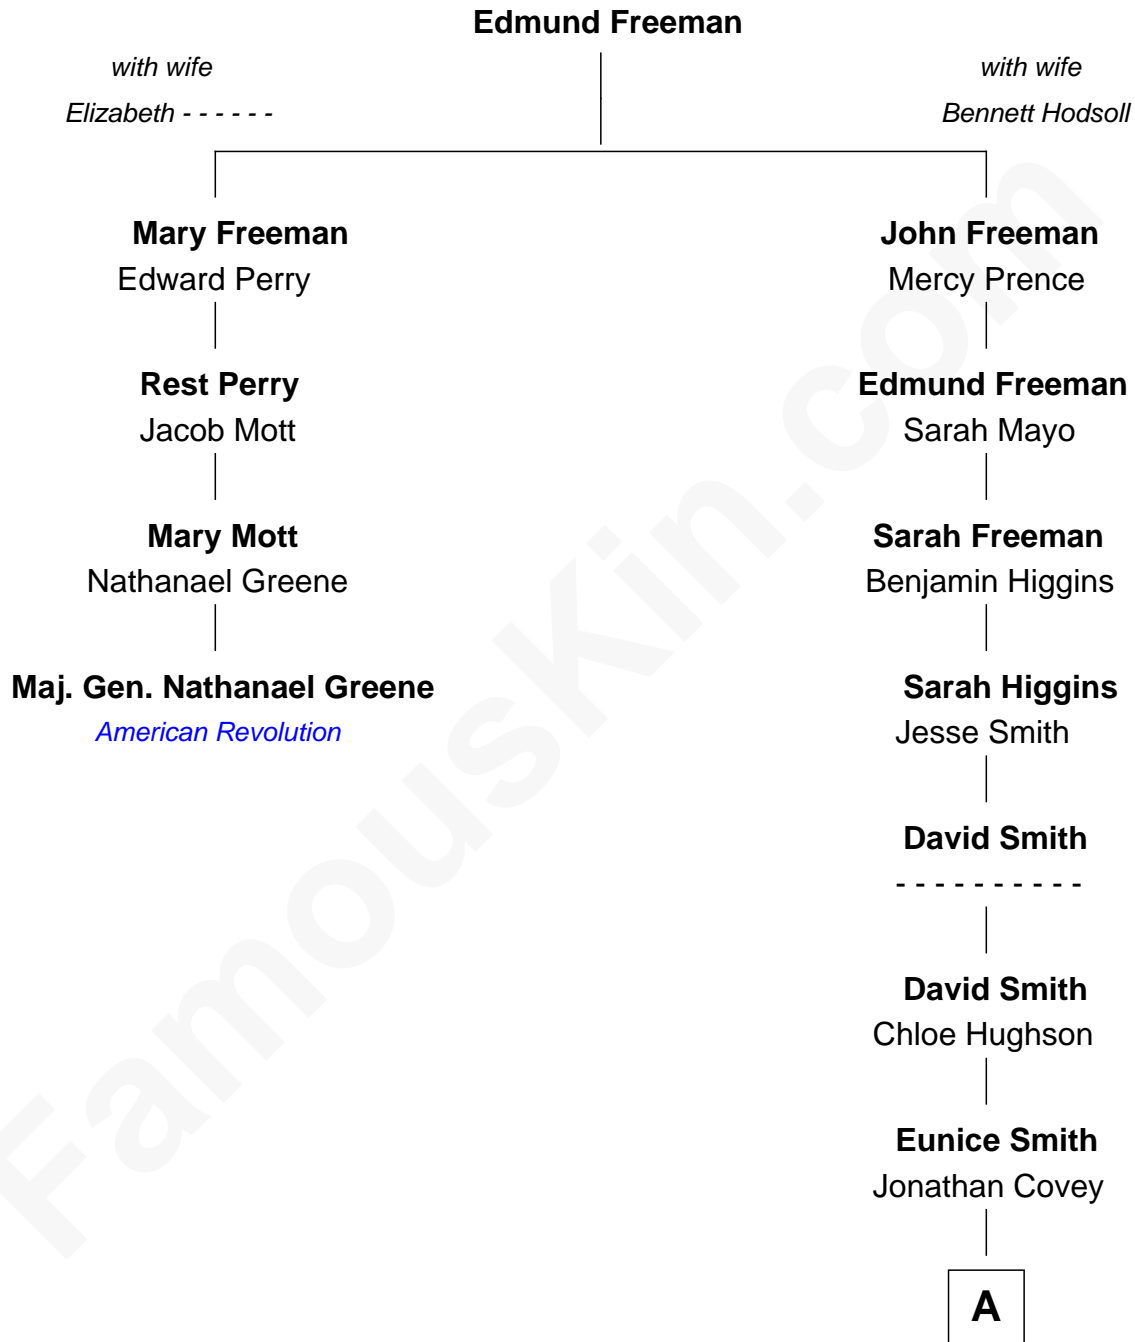 Edmund Freeman
with wife
Elizabeth - - - - - -
with wife
Bennett Hodsoll
Mary Freeman
Edward Perry
John Freeman
Mercy Prence
Rest Perry
Jacob Mott
Edmund Freeman
Sarah Mayo
Mary Mott
Nathanael Greene
Sarah Freeman
Benjamin Higgins
Maj. Gen. Nathanael Greene
American Revolution
Sarah Higgins
Jesse Smith
David Smith
- - - - - - - - - -
David Smith
Chloe Hughson
Eunice Smith
Jonathan Covey
A
FamousKin.com